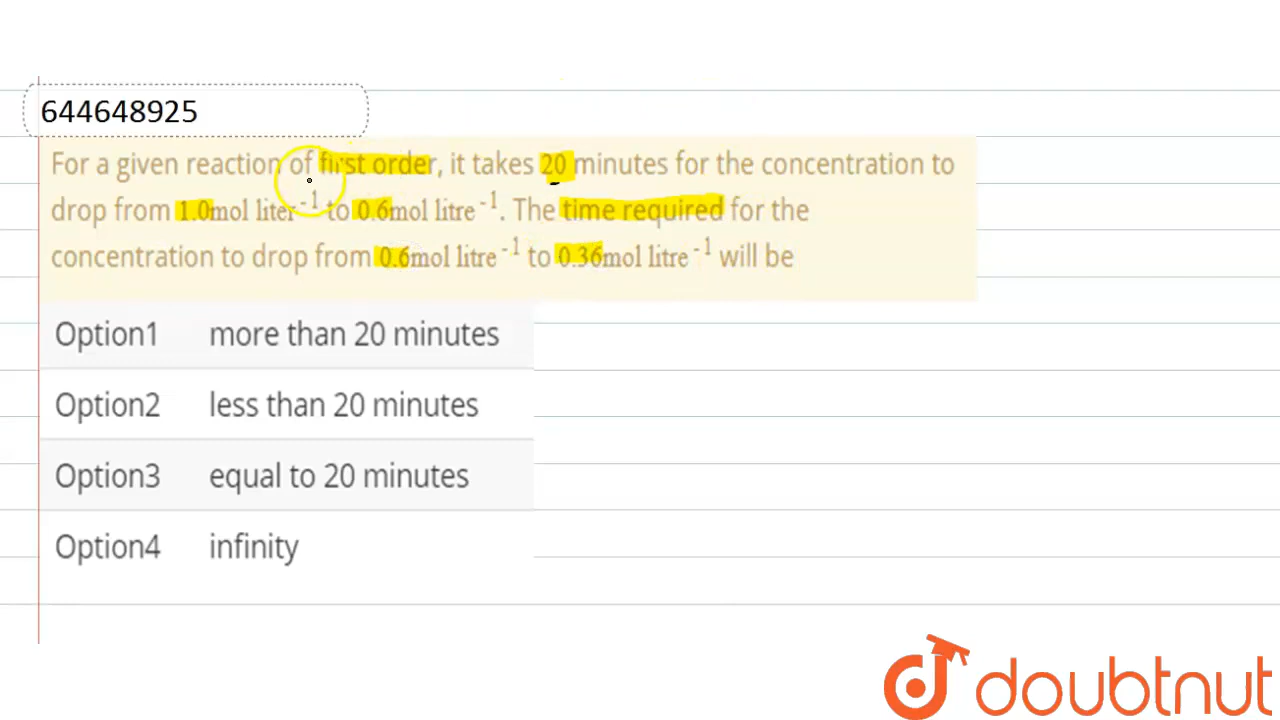 644648925
For a given reaction of first order, it takes 20 minutes for the concentration to
drop from 1.0mol liter⁻¹ to 0.6mol litre⁻¹. The time required for the
concentration to drop from 0.6mol litre⁻¹ to 0.36mol litre⁻¹ will be
Option1 more than 20 minutes
Option2 less than 20 minutes
Option3 equal to 20 minutes
Option4 infinity
doubtnut